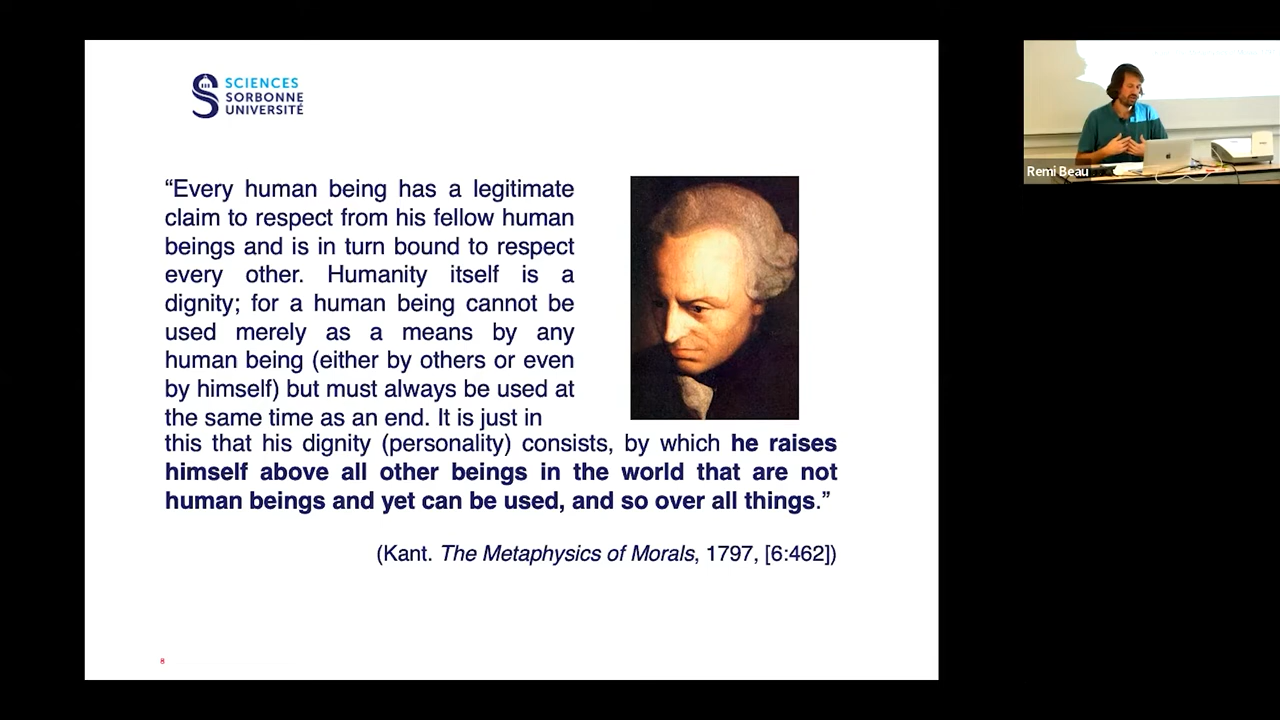 SCIENCES
SORBONNE
UNIVERSITÉ
“Every human being has a legitimate
claim to respect from his fellow human
beings and is in turn bound to respect
every other. Humanity itself is a
dignity; for a human being cannot be
used merely as a means by any
human being (either by others or even
by himself) but must always be used at
the same time as an end. It is just in
this that his dignity (personality) consists, by which he raises
himself above all other beings in the world that are not
human beings and yet can be used, and so over all things.”
(Kant. The Metaphysics of Morals, 1797, [6:462])
8
Remi Beau